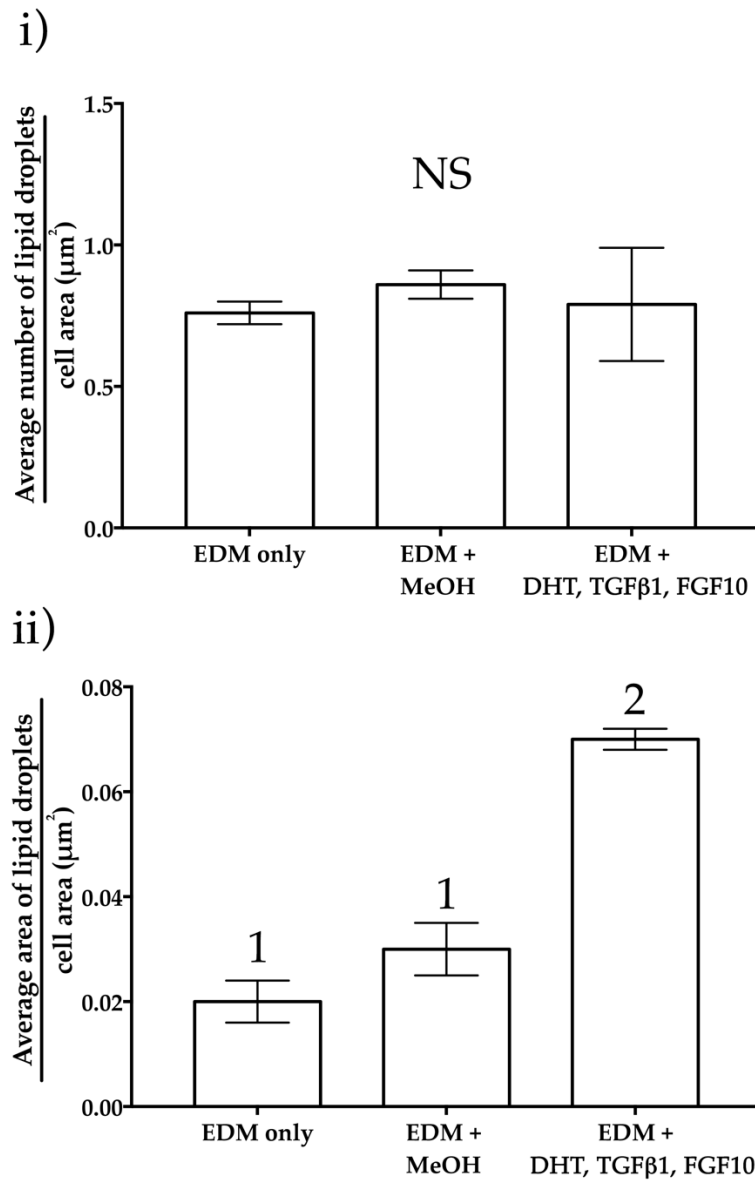 i)
Average number of lipid droplets
cell area (μm²)
1.5
1.0
0.5
0.0
NS
EDM only
EDM +
MeOH
EDM +
DHT, TGFβ1, FGF10
ii)
Average area of lipid droplets
cell area (μm²)
0.08
0.06
0.04
0.02
0.00
1
1
2
EDM only
EDM +
MeOH
EDM +
DHT, TGFβ1, FGF10